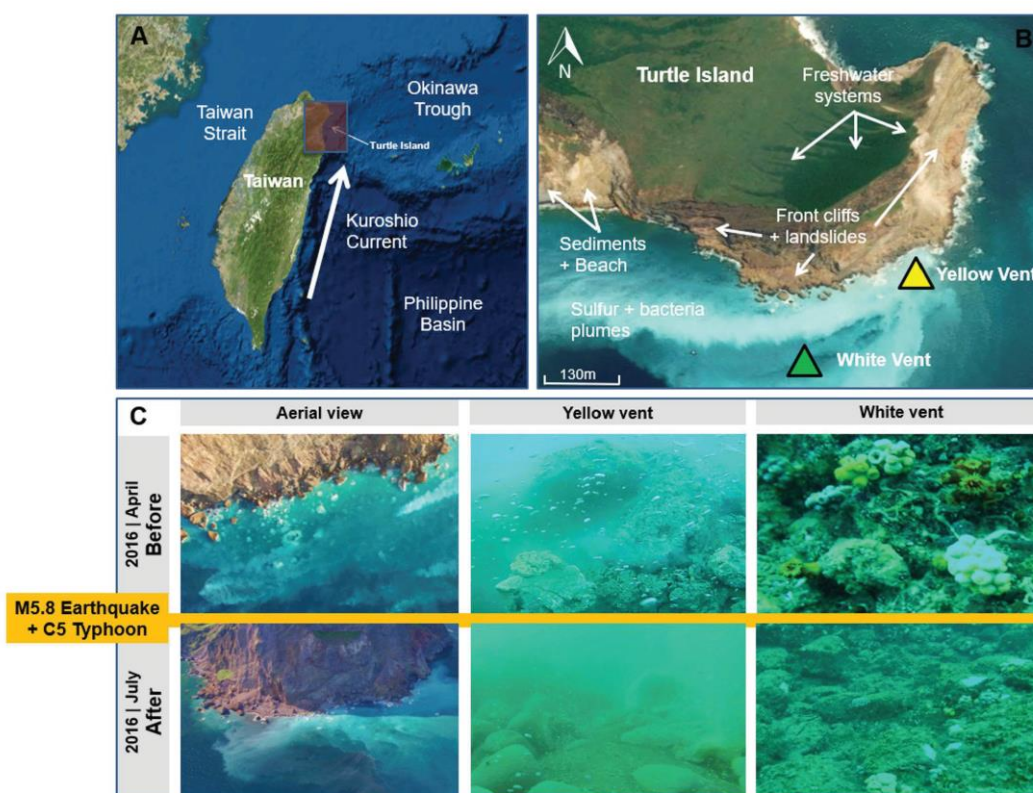 A
Taiwan
Strait
Okinawa
Trough
Turtle Island
Taiwan
Kuroshio
Current
Philippine
Basin
B
N
Turtle Island
Freshwater
systems
Front cliffs
+ landslides
Sediments
+ Beach
Yellow Vent
Sulfur + bacteria
plumes
White Vent
130m
C
Aerial view
Yellow vent
White vent
2016 | April
Before
M5.8 Earthquake
+ C5 Typhoon
2016 | July
After